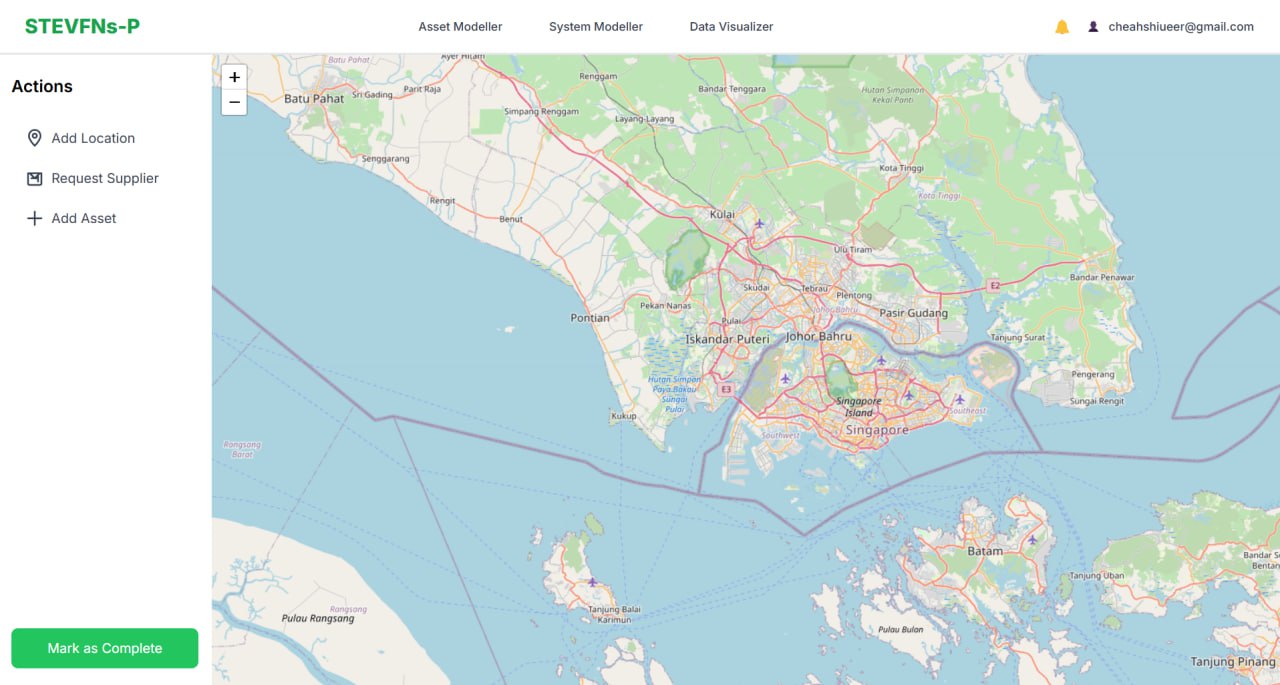 STEVFNs-P
Asset Modeller
System Modeller
Data Visualizer
cheahshiueer@gmail.com
Actions
Add Location
Request Supplier
Add Asset
Mark as Complete
+
−
Batu Pahat
Ayer Hitam
Batu Pahat
Sri Gading
Parit Raja
Renggam
Bandar Tenggara
Hutan Simpanan
Kekal Panti
Simpang Renggam
Layang-Layang
Senggarang
Kota Tinggi
Kota Tinggi
Rengit
Benut
Kulai
Ulu Tiram
Bandar Penawar
E2
Skudai
Tebrau
Plentong
Pekan Nanas
Johor Bahru
Pasir Gudang
Pontian
Pulai
Iskandar Puteri
Johor Bahru
Tanjung Surat
Hutan Simpan
Paya Bakau
Sungai
Pulai
E3
Pengerang
Sungai Rengit
Singapore
Island
Southeast
Kukup
Singapore
Southwest
Rangsang
Barat
Batam
Bandar S
Bentan
Tanjung Uban
Tanjung Balai
Karimun
Rangsang
Pulau Rangsang
Pulau Bulan
Tanjung Pinang